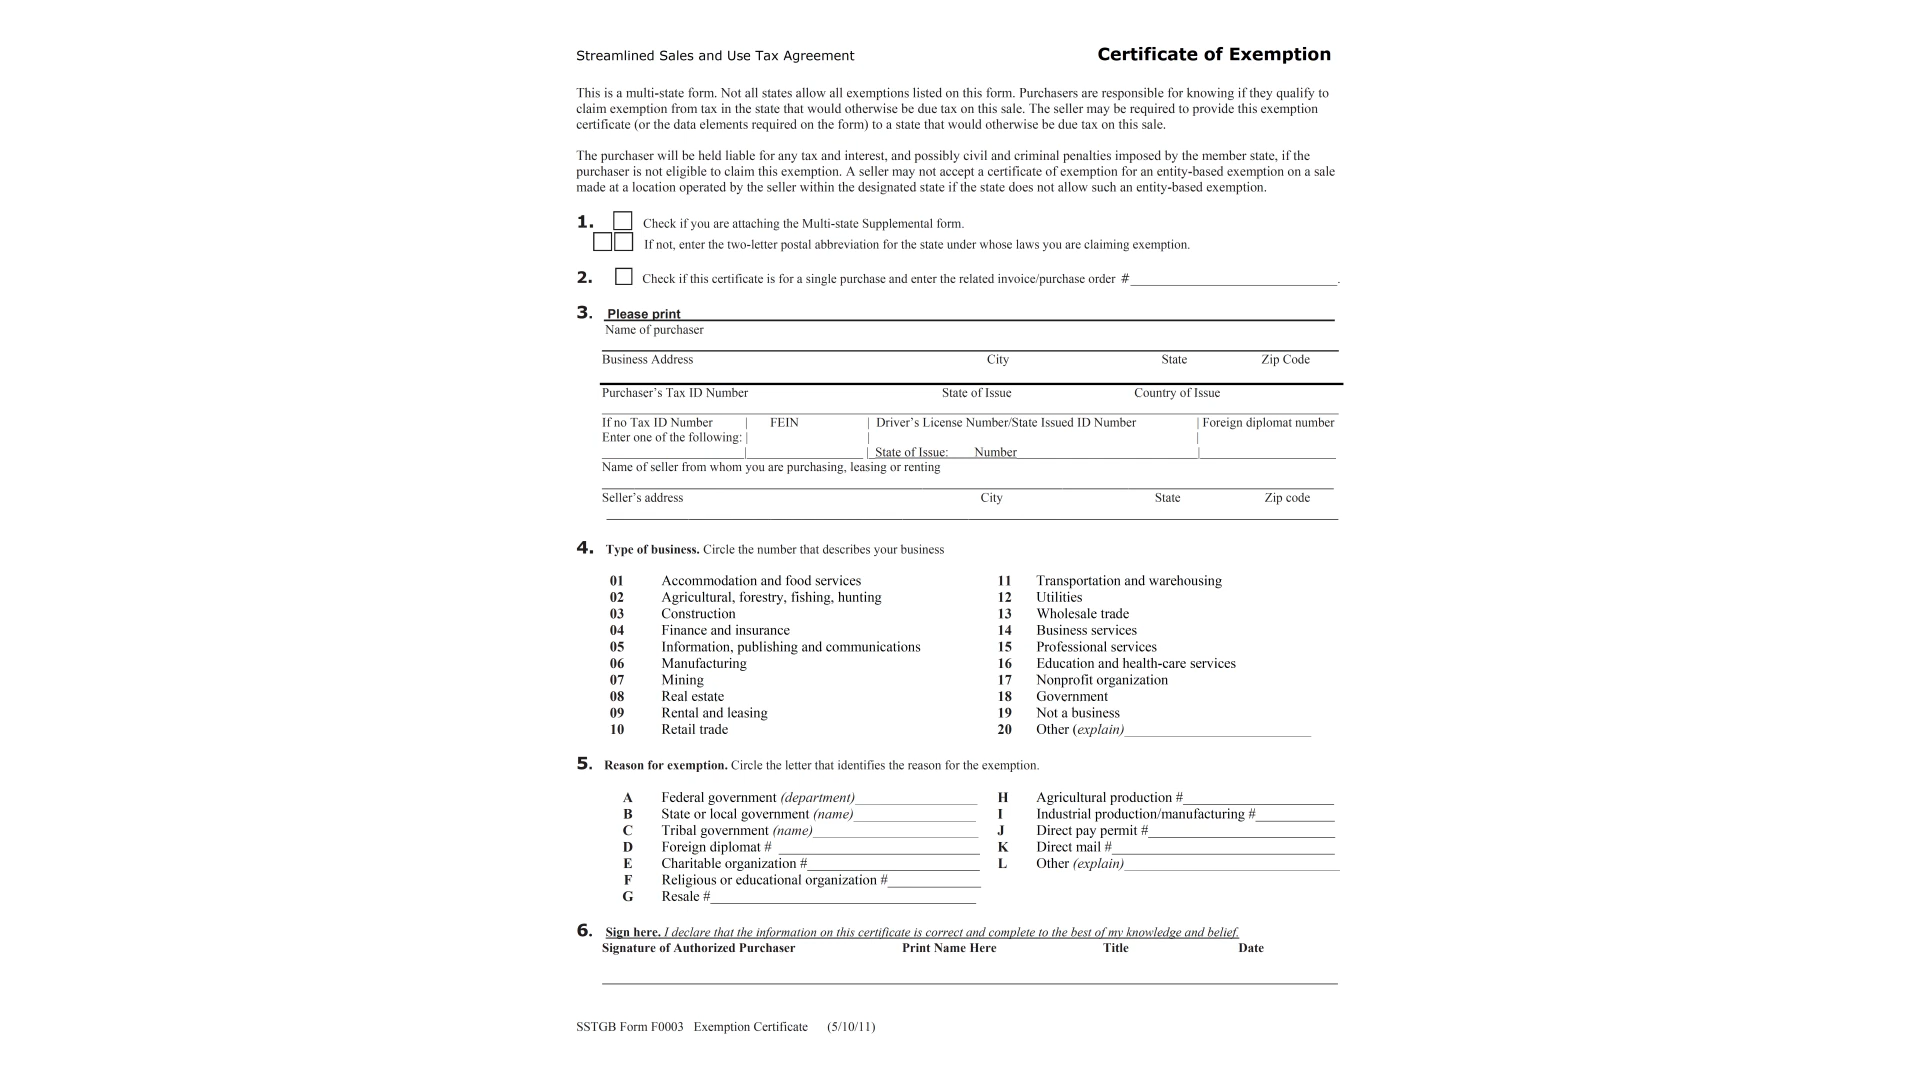 Streamlined Sales and Use Tax Agreement Certificate of Exemption
This is a multi-state form. Not all states allow all exemptions listed on this form. Purchasers are responsible for knowing if they qualify to
claim exemption from tax in the state that would otherwise be due tax on this sale. The seller may be required to provide this exemption
certificate (or the data elements required on the form) to a state that would otherwise be due tax on this sale.
The purchaser will be held liable for any tax and interest, and possibly civil and criminal penalties imposed by the member state, if the
purchaser is not eligible to claim this exemption. A seller may not accept a certificate of exemption for an entity-based exemption on a sale
made at a location operated by the seller within the designated state if the state does not allow such an entity-based exemption.
1. Check if you are attaching the Multi-state Supplemental form.
If not, enter the two-letter postal abbreviation for the state under whose laws you are claiming exemption.
2. Check if this certificate is for a single purchase and enter the related invoice/purchase order #_____.
3. Please print
Name of purchaser
Business Address City State Zip Code
Purchaser's Tax ID Number State of Issue Country of Issue
If no Tax ID Number | FEIN | Driver's License Number/State Issued ID Number | Foreign diplomat number
Enter one of the following: | | |
| | State of Issue: Number |
Name of seller from whom you are purchasing, leasing or renting
Seller's address City State Zip code
4. Type of business. Circle the number that describes your business
01 Accommodation and food services 11 Transportation and warehousing
02 Agricultural, forestry, fishing, hunting 12 Utilities
03 Construction 13 Wholesale trade
04 Finance and insurance 14 Business services
05 Information, publishing and communications 15 Professional services
06 Manufacturing 16 Education and health-care services
07 Mining 17 Nonprofit organization
08 Real estate 18 Government
09 Rental and leasing 19 Not a business
10 Retail trade 20 Other (explain)_____
5. Reason for exemption. Circle the letter that identifies the reason for the exemption.
A Federal government (department)_____ H Agricultural production #_____
B State or local government (name)_____ I Industrial production/manufacturing #_____
C Tribal government (name)_____ J Direct pay permit #_____
D Foreign diplomat # _____ K Direct mail #_____
E Charitable organization #_____ L Other (explain)_____
F Religious or educational organization #_____
G Resale #_____
6. Sign here. I declare that the information on this certificate is correct and complete to the best of my knowledge and belief.
Signature of Authorized Purchaser Print Name Here Title Date
SSTGB Form F0003 Exemption Certificate (5/10/11)